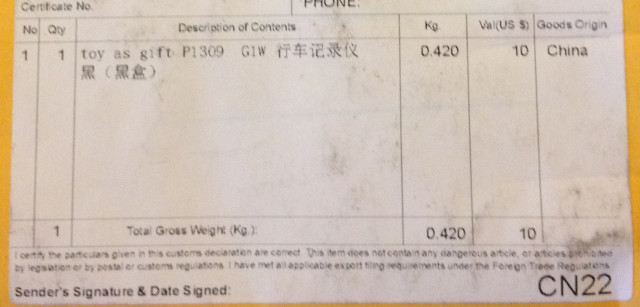 Certificate No. PHONE:
No Qty Description of Contents Kg. Val(US $) Goods Origin
1 1 toy as gift P1309 G1W 行车记录仪 0.420 10 China
黑（黑盒）
1 Total Gross Weight (Kg.): 0.420 10
I certify the particulars given in this customs declaration are correct. This item does not contain any dangerous article, or articles prohibited
by legislation or by postal or customs regulations. I have met all applicable export filing requirements under the Foreign Trade Regulations
Sender's Signature & Date Signed: CN22